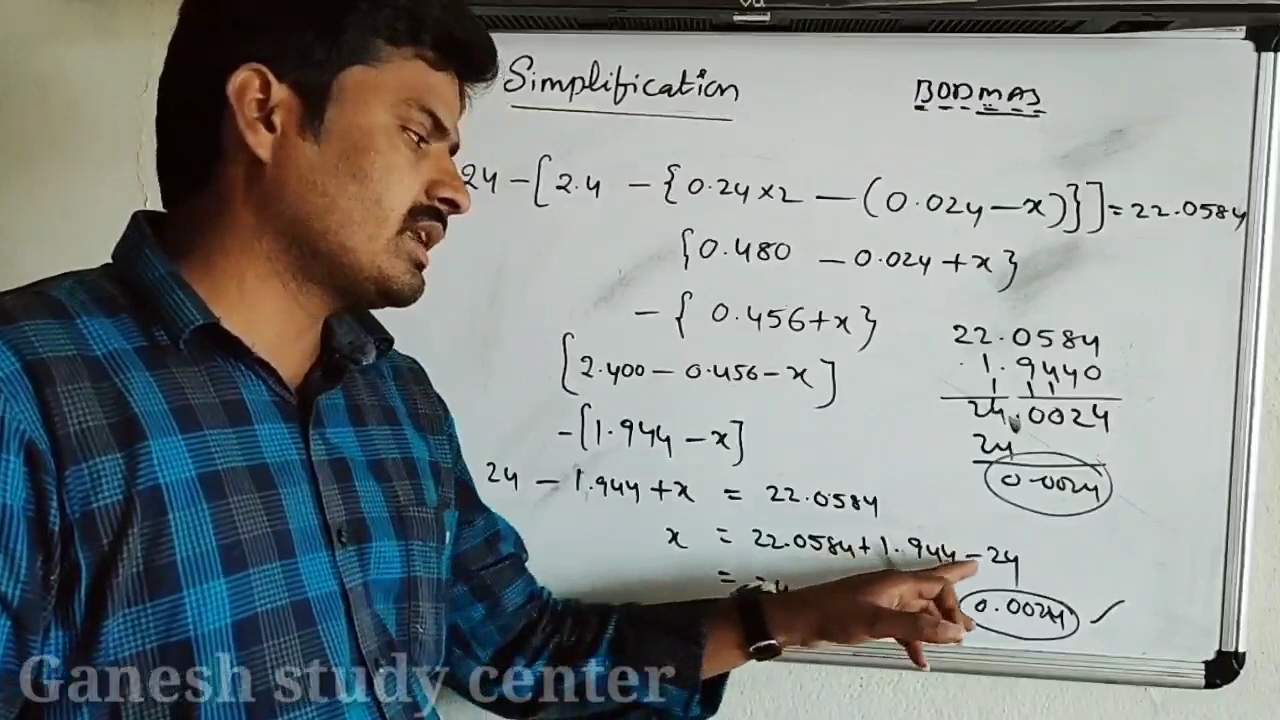 Simplification
BODMAS
24 – [2.4 – {0.24×2 – (0.024 – x)}] = 22.0584
{0.480 – 0.024 + x}
– { 0.456 + x}
[2.400 – 0.456 – x]
– [1.944 – x]
24 – 1.944 + x = 22.0584
x = 22.0584 + 1.944 – 24
=
0.0024 ✓
22.0584
1.9440
1 11
24.0024
24
0.0024
Ganesh study center